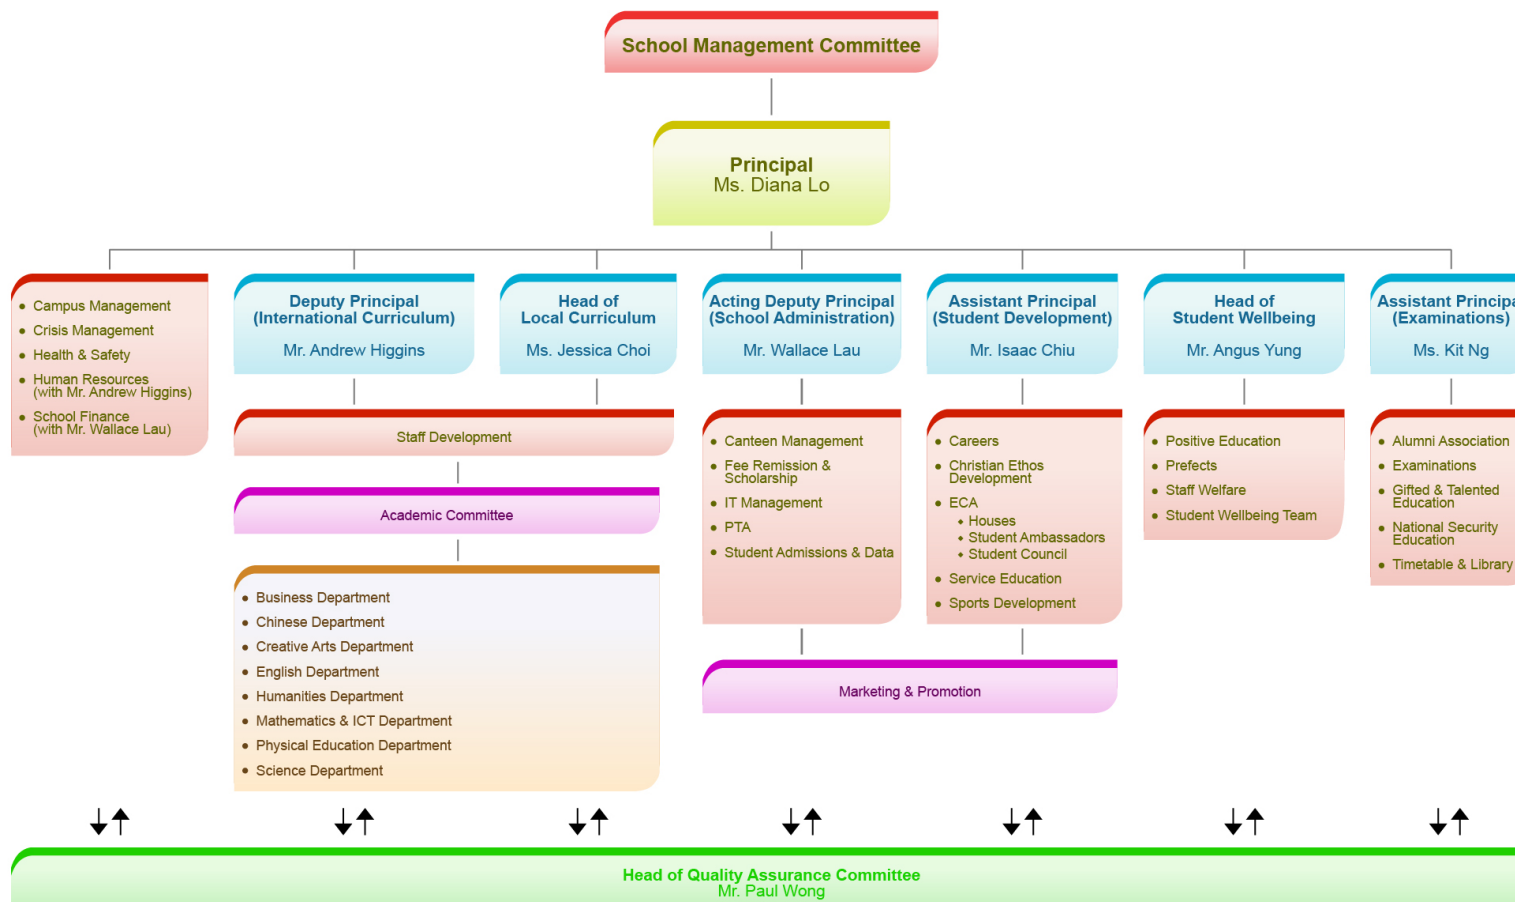 School Management Committee
Principal
Ms. Diana Lo
Campus Management
Crisis Management
Health & Safety
Human Resources
(with Mr. Andrew Higgins)
School Finance
(with Mr. Wallace Lau)
Deputy Principal
(International Curriculum)
Mr. Andrew Higgins
Head of
Local Curriculum
Ms. Jessica Choi
Staff Development
Academic Committee
Business Department
Chinese Department
Creative Arts Department
English Department
Humanities Department
Mathematics & ICT Department
Physical Education Department
Science Department
Acting Deputy Principal
(School Administration)
Mr. Wallace Lau
Canteen Management
Fee Remission &
Scholarship
IT Management
PTA
Student Admissions & Data
Assistant Principal
(Student Development)
Mr. Isaac Chiu
Careers
Christian Ethos
Development
ECA
Houses
Student Ambassadors
Student Council
Service Education
Sports Development
Marketing & Promotion
Head of
Student Wellbeing
Mr. Angus Yung
Positive Education
Prefects
Staff Welfare
Student Wellbeing Team
Assistant Principa
(Examinations)
Ms. Kit Ng
Alumni Association
Examinations
Gifted & Talented
Education
National Security
Education
Timetable & Library
Head of Quality Assurance Committee
Mr. Paul Wong